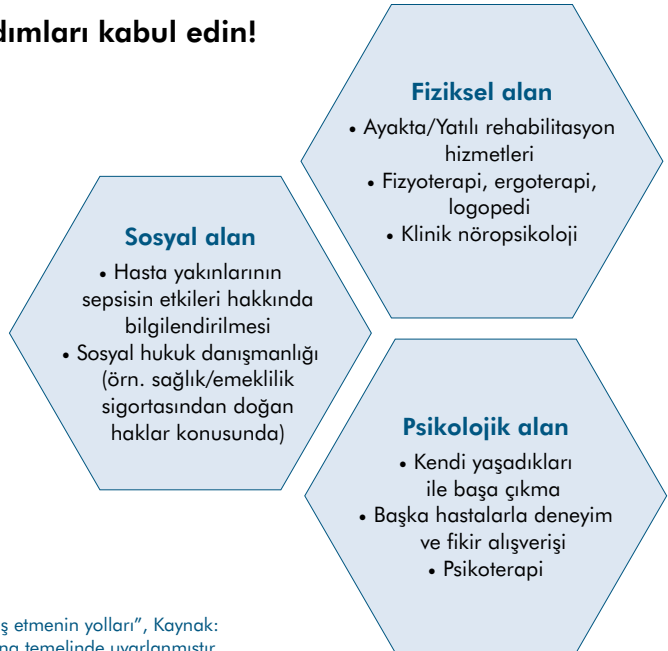 kabul edin!
Fiziksel alan
• Ayakta/Yatılı rehabilitasyon
hizmetleri
• Fizyoterapi, ergoterapi,
logopedi
• Klinik nöropsikoloji
Sosyal alan
• Hasta yakınlarının
sepsisin etkileri hakkında
bilgilendirilmesi
• Sosyal hukuk danışmanlığı
(örn. sağlık/emeklilik
sigortasından doğan
haklar konusunda)
Psikolojik alan
• Kendi yaşadıkları
ile başa çıkma
• Başka hastalarla deneyim
ve fikir alışverişi
• Psikoterapi
etmenin yolları”, Kaynak:
temelinde uyarlanmıştır